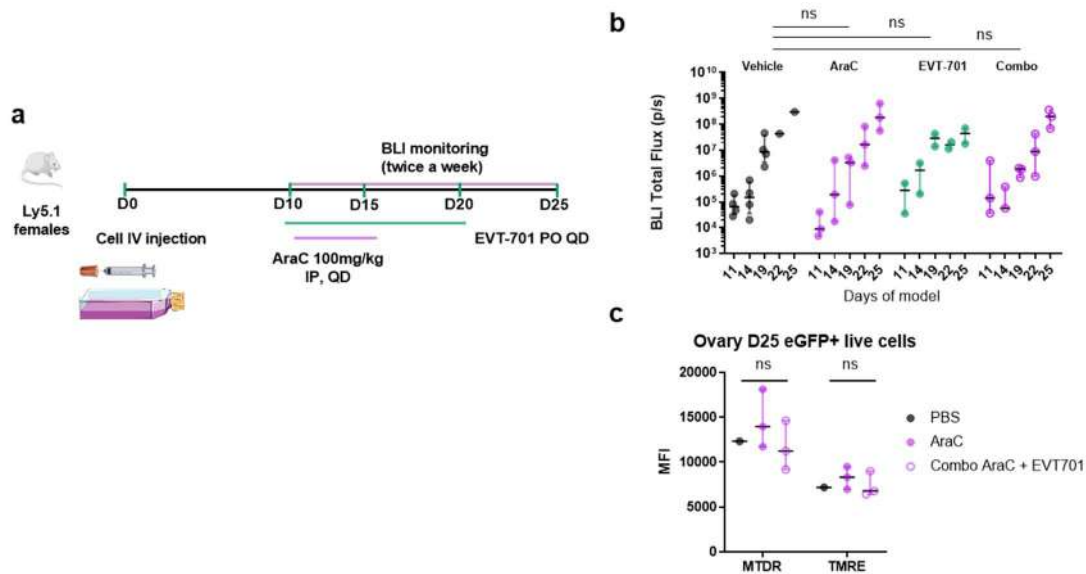 a
Ly5.1
females
BLI monitoring
(twice a week)
D0
D10
D15
D20
D25
Cell IV injection
AraC 100mg/kg
IP, QD
EVT-701 PO QD
b
ns
ns
ns
Vehicle
AraC
EVT-701
Combo
BLI Total Flux (p/s)
10¹⁰
10⁹
10⁸
10⁷
10⁶
10⁵
10⁴
10³
11 14 19 22 25 11 14 19 22 25 11 14 19 22 25 11 14 19 22 25
Days of model
c
Ovary D25 eGFP+ live cells
ns
ns
MFI
20000
15000
10000
5000
0
MTDR
TMRE
PBS
AraC
Combo AraC + EVT701